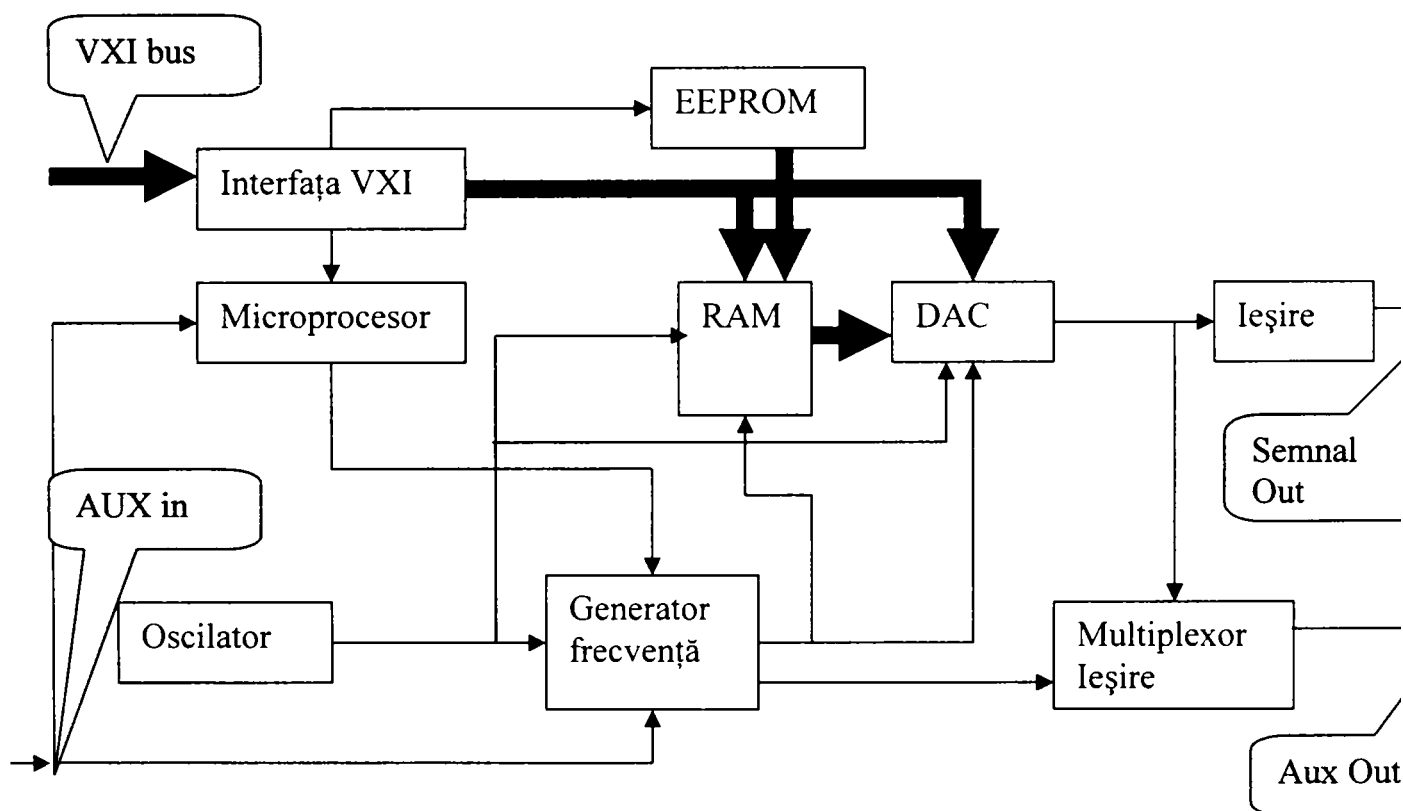 VXI bus
EEPROM
Interfața VXI
Microprocesor
RAM
DAC
Ieşire
Semnal
Out
AUX in
Oscilator
Generator
frecvenţă
Multiplexor
Ieşire
Aux Out